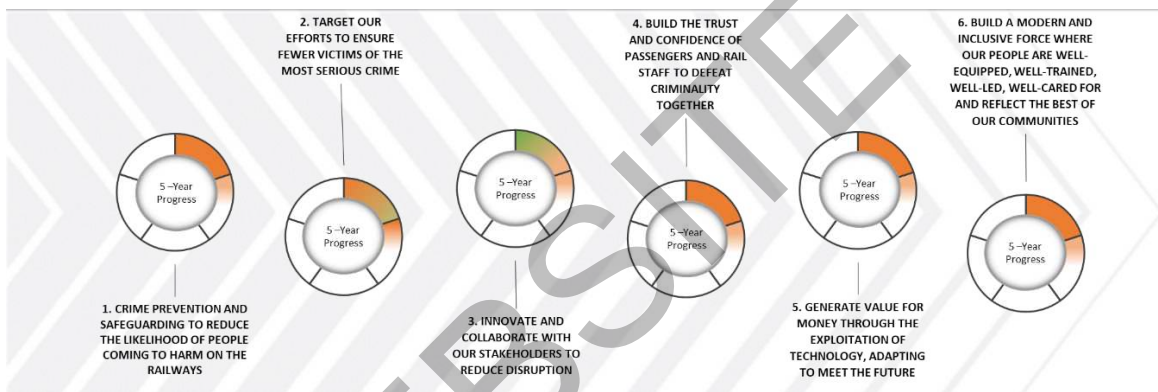 2. TARGET OUR
EFFORTS TO ENSURE
FEWER VICTIMS OF THE
MOST SERIOUS CRIME
4. BUILD THE TRUST
AND CONFIDENCE OF
PASSENGERS AND RAIL
STAFF TO DEFEAT
CRIMINALITY
TOGETHER
6. BUILD A MODERN AND
INCLUSIVE FORCE WHERE
OUR PEOPLE ARE WELL-
EQUIPPED, WELL-TRAINED,
WELL-LED, WELL-CARED FOR
AND REFLECT THE BEST OF
OUR COMMUNITIES
5 –Year
Progress
5 –Year
Progress
5 –Year
Progress
5 –Year
Progress
5 –Year
Progress
5 –Year
Progress
1. CRIME PREVENTION AND
SAFEGUARDING TO REDUCE
THE LIKELIHOOD OF PEOPLE
COMING TO HARM ON THE
RAILWAYS
3. INNOVATE AND
COLLABORATE WITH
OUR STAKEHOLDERS TO
REDUCE DISRUPTION
5. GENERATE VALUE FOR
MONEY THROUGH THE
EXPLOITATION OF
TECHNOLOGY, ADAPTING
TO MEET THE FUTURE
EBSITE